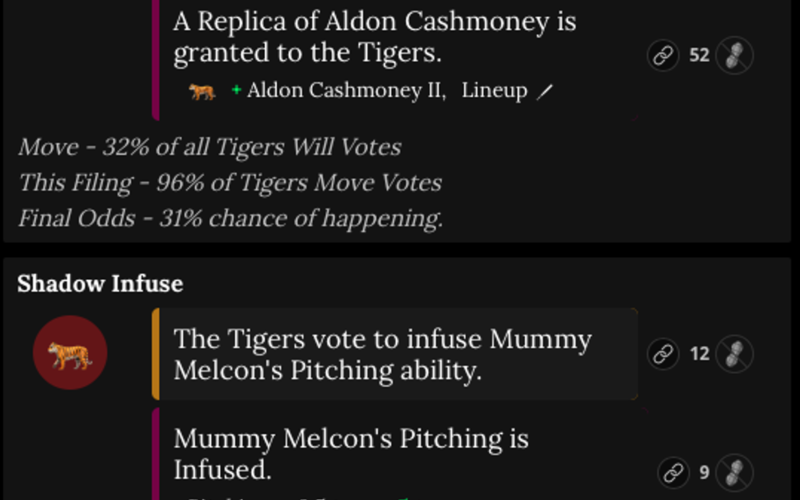 A Replica of Aldon Cashmoney is
granted to the Tigers.
52
+ Aldon Cashmoney II, Lineup
Move - 32% of all Tigers Will Votes
This Filing - 96% of Tigers Move Votes
Final Odds - 31% chance of happening.
Shadow Infuse
The Tigers vote to infuse Mummy
Melcon's Pitching ability.
12
Mummy Melcon's Pitching is
Infused.
9